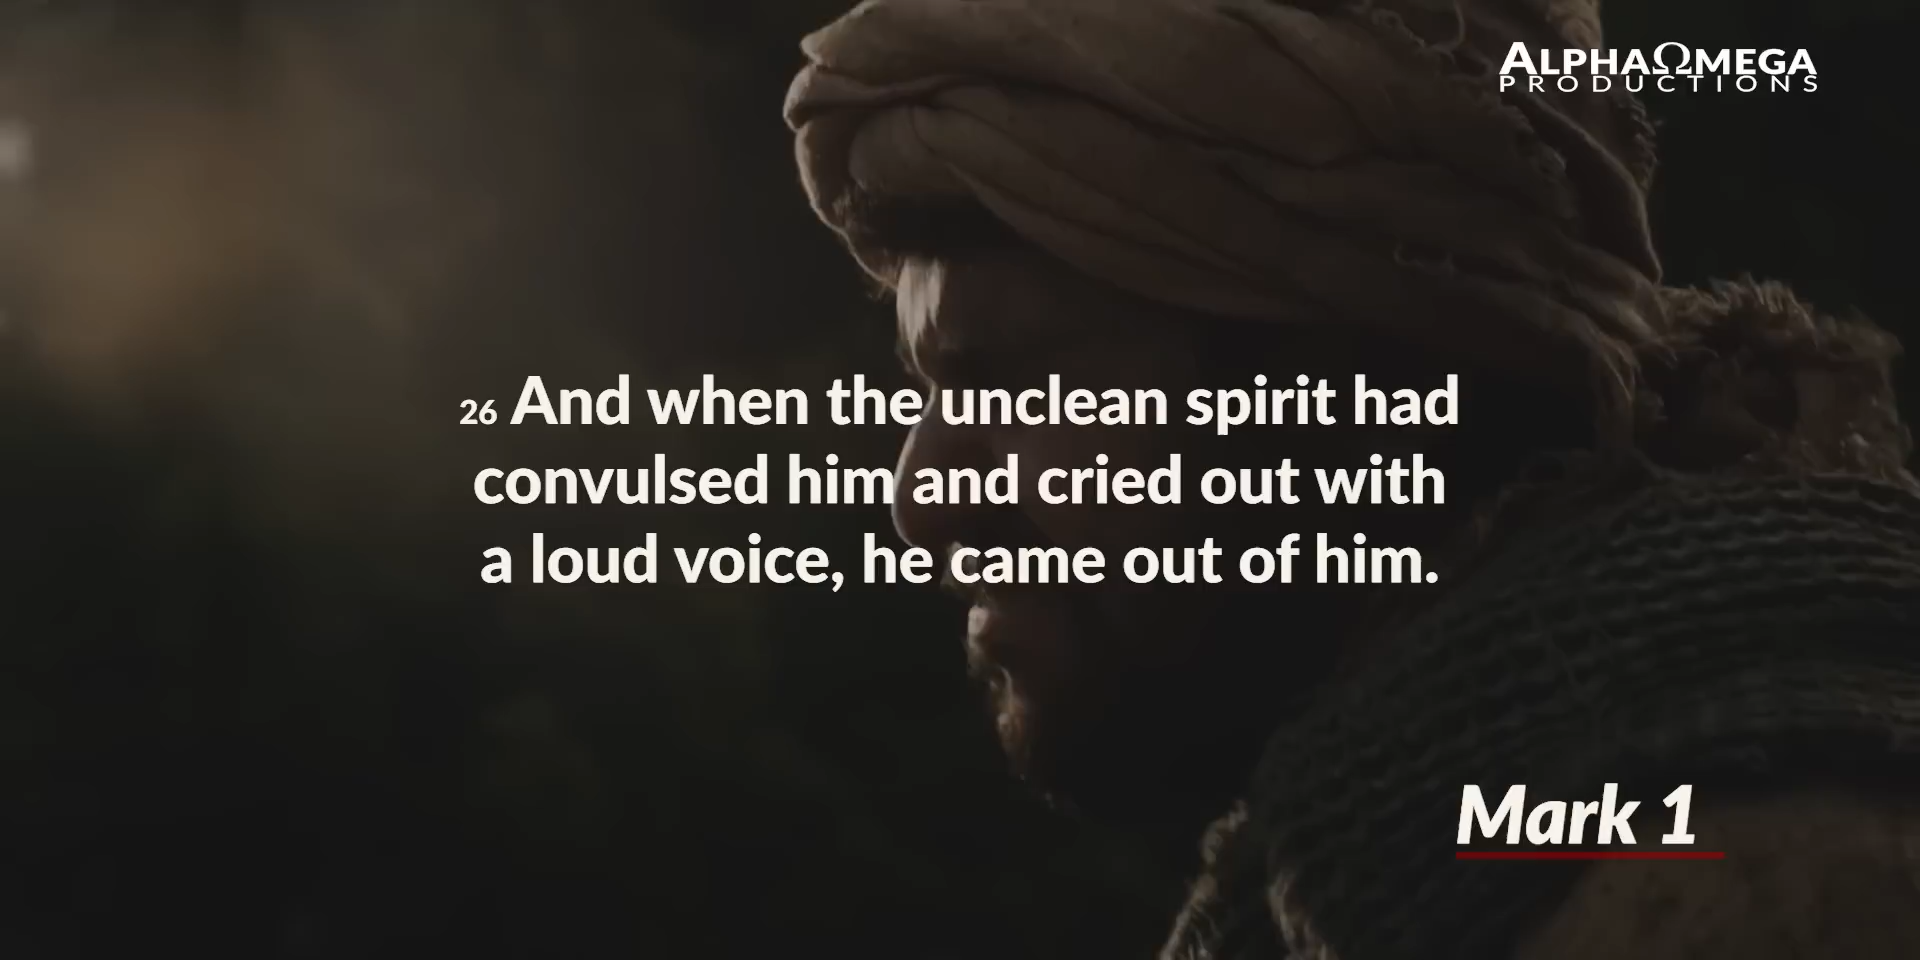 ALPHAΩMEGA
PRODUCTIONS
26 And when the unclean spirit had
convulsed him and cried out with
a loud voice, he came out of him.
Mark 1